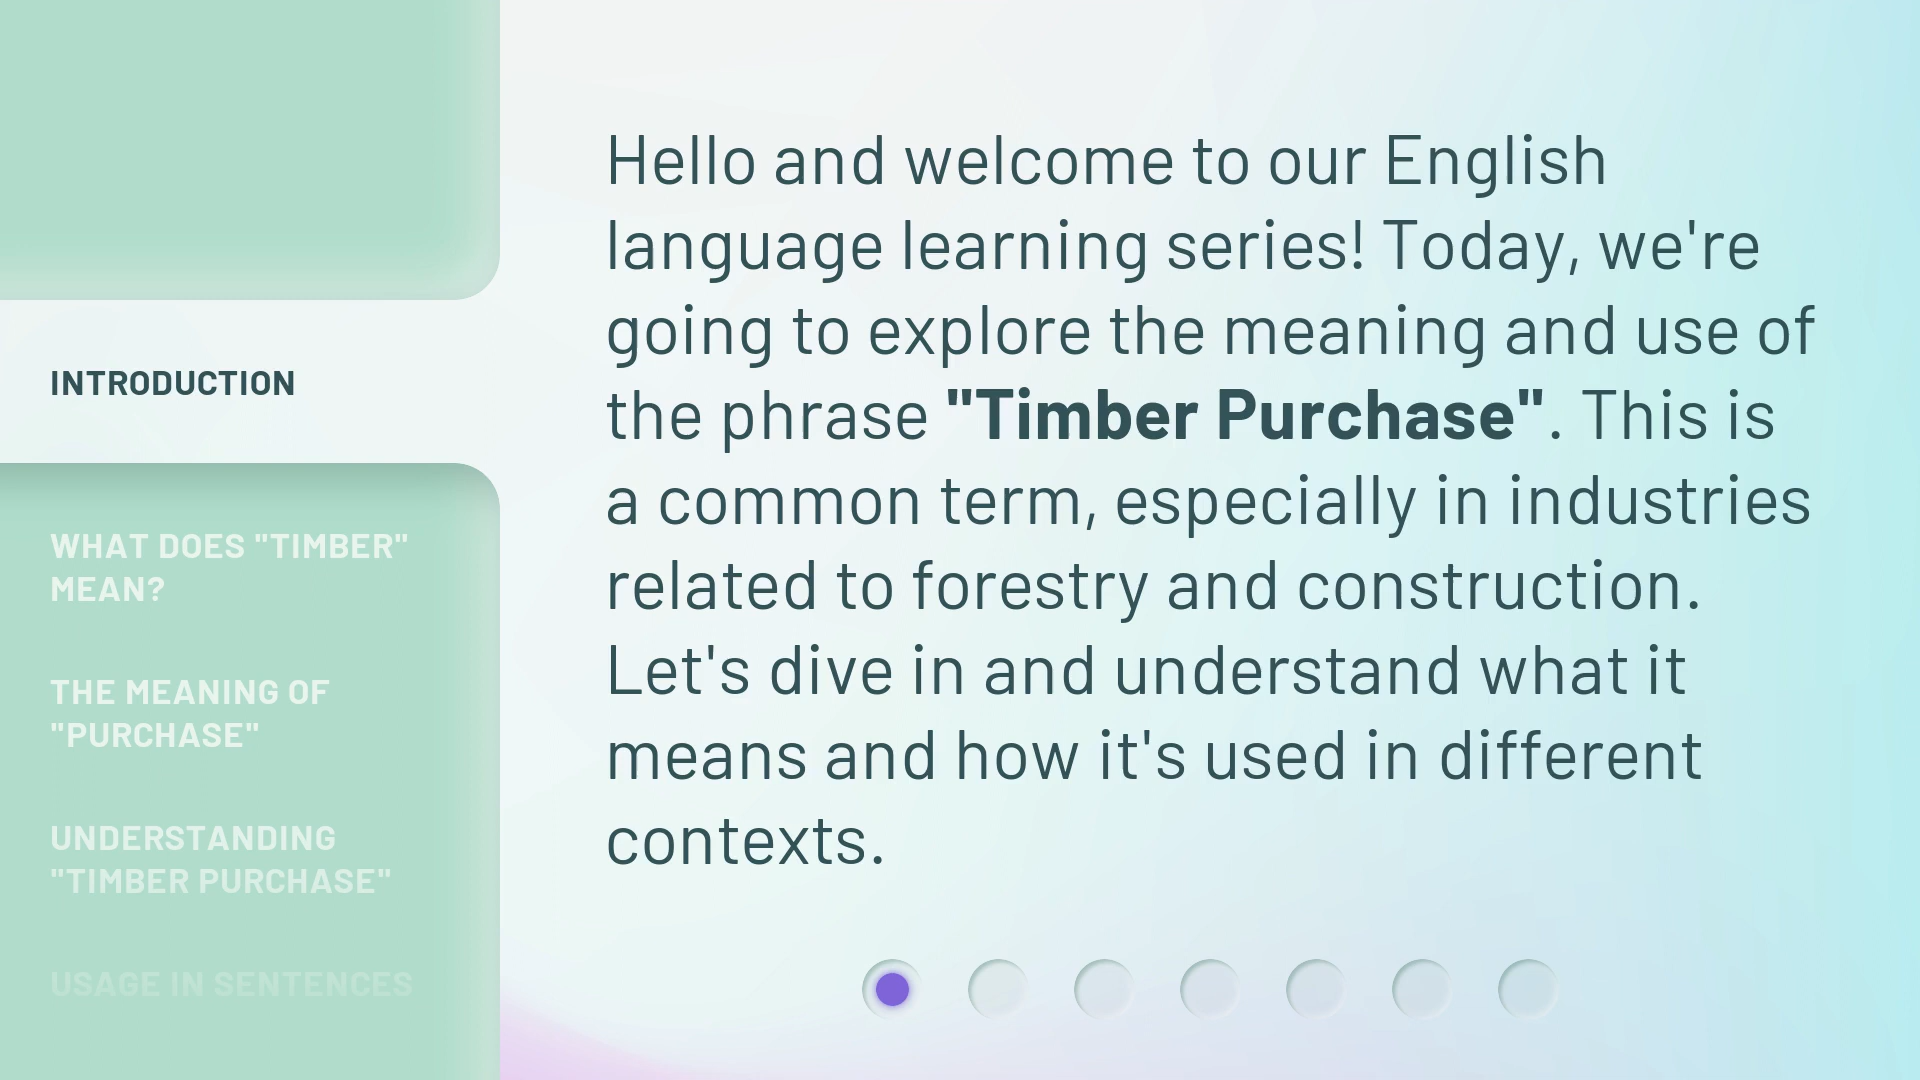 INTRODUCTION
WHAT DOES "TIMBER"
MEAN?
THE MEANING OF
"PURCHASE"
UNDERSTANDING
"TIMBER PURCHASE"
USAGE IN SENTENCES
Hello and welcome to our English
language learning series! Today, we're
going to explore the meaning and use of
the phrase "Timber Purchase". This is
a common term, especially in industries
related to forestry and construction.
Let's dive in and understand what it
means and how it's used in different
contexts.